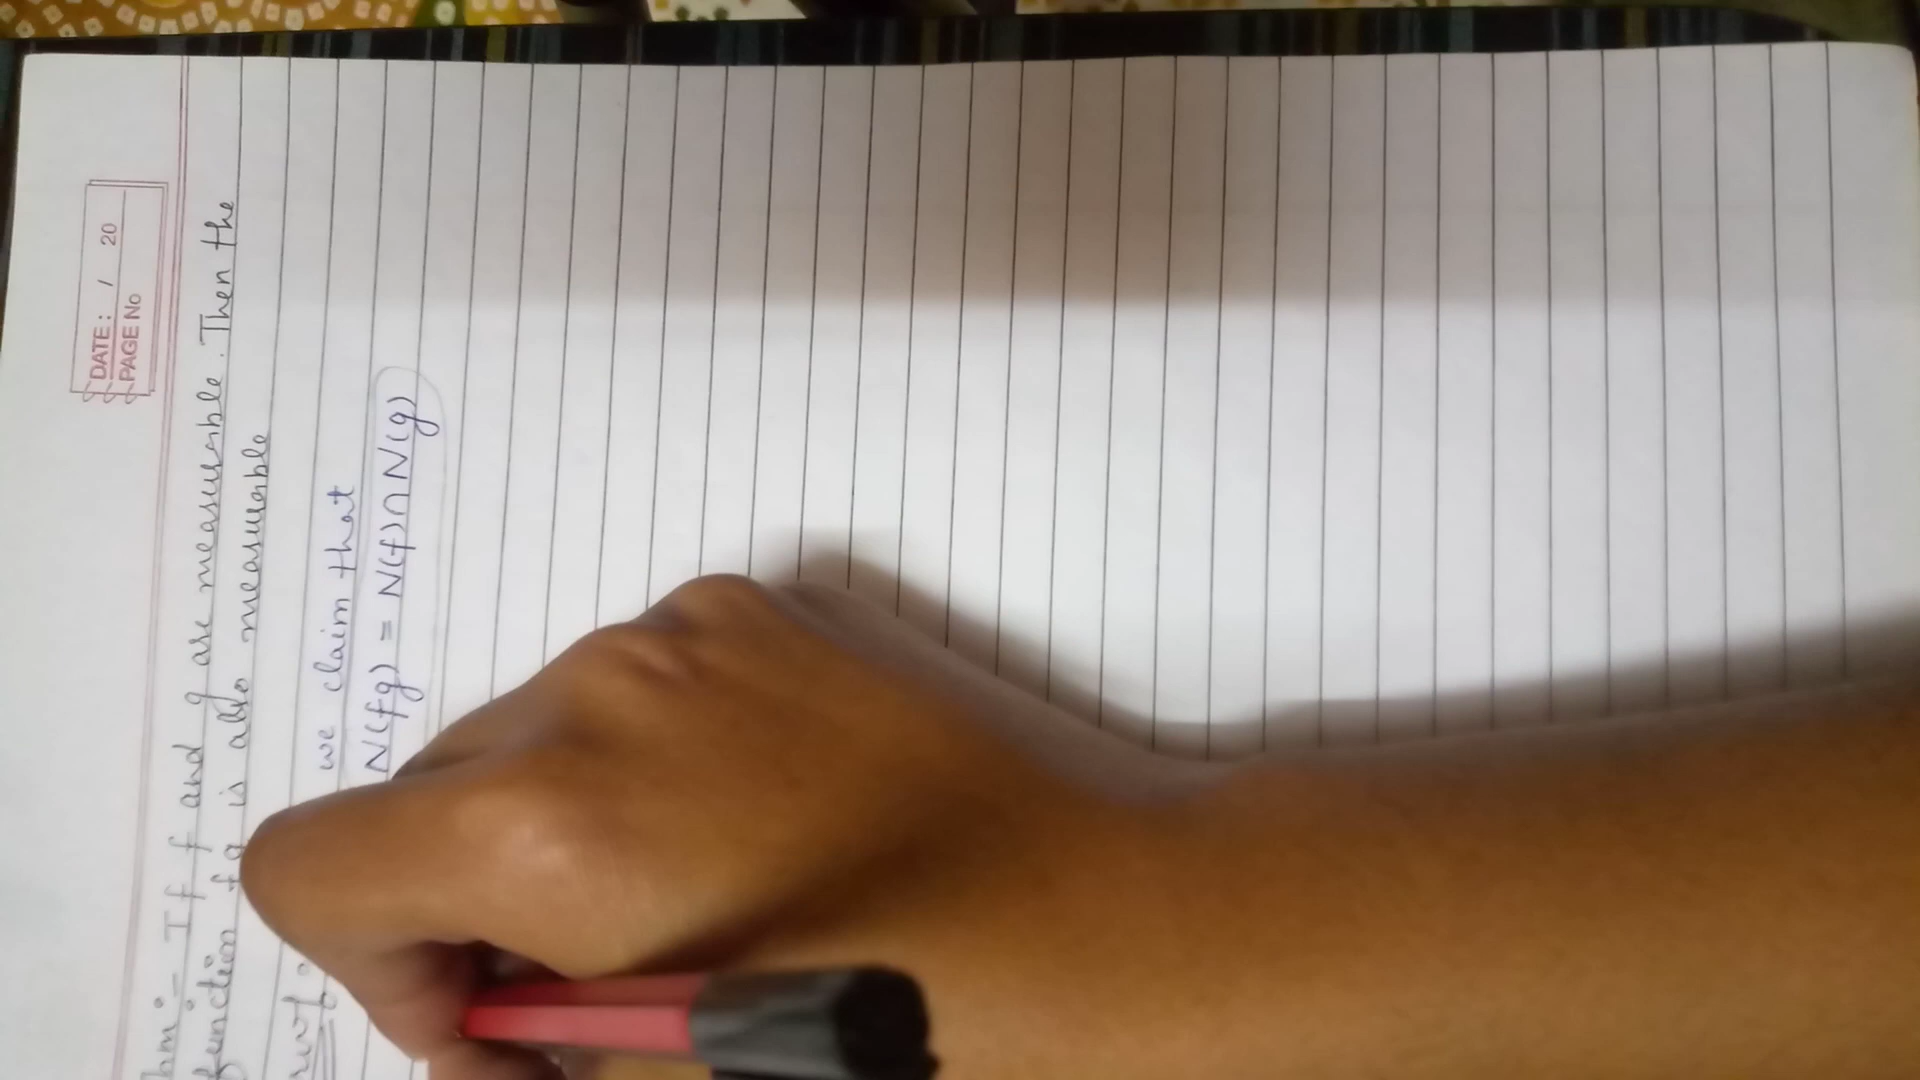 DATE: / 20
PAGE No
hm:- If f and g are measurable. Then the
function fg is also measurable
we claim that
N(fg) = N(f) ∩ N(g)